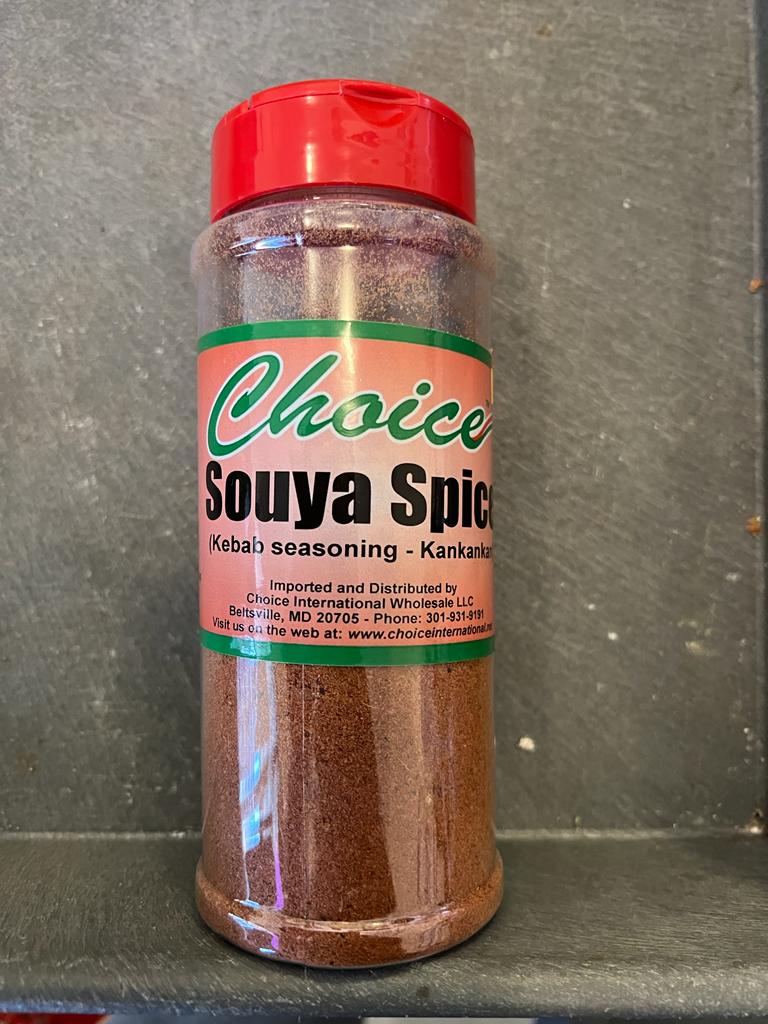 Choice
Souya Spice
(Kebab seasoning - Kankankan
Imported and Distributed by
Choice International Wholesale LLC
Beltsville, MD 20705 - Phone: 301-931-9191
Visit us on the web at: www.choiceinternational.